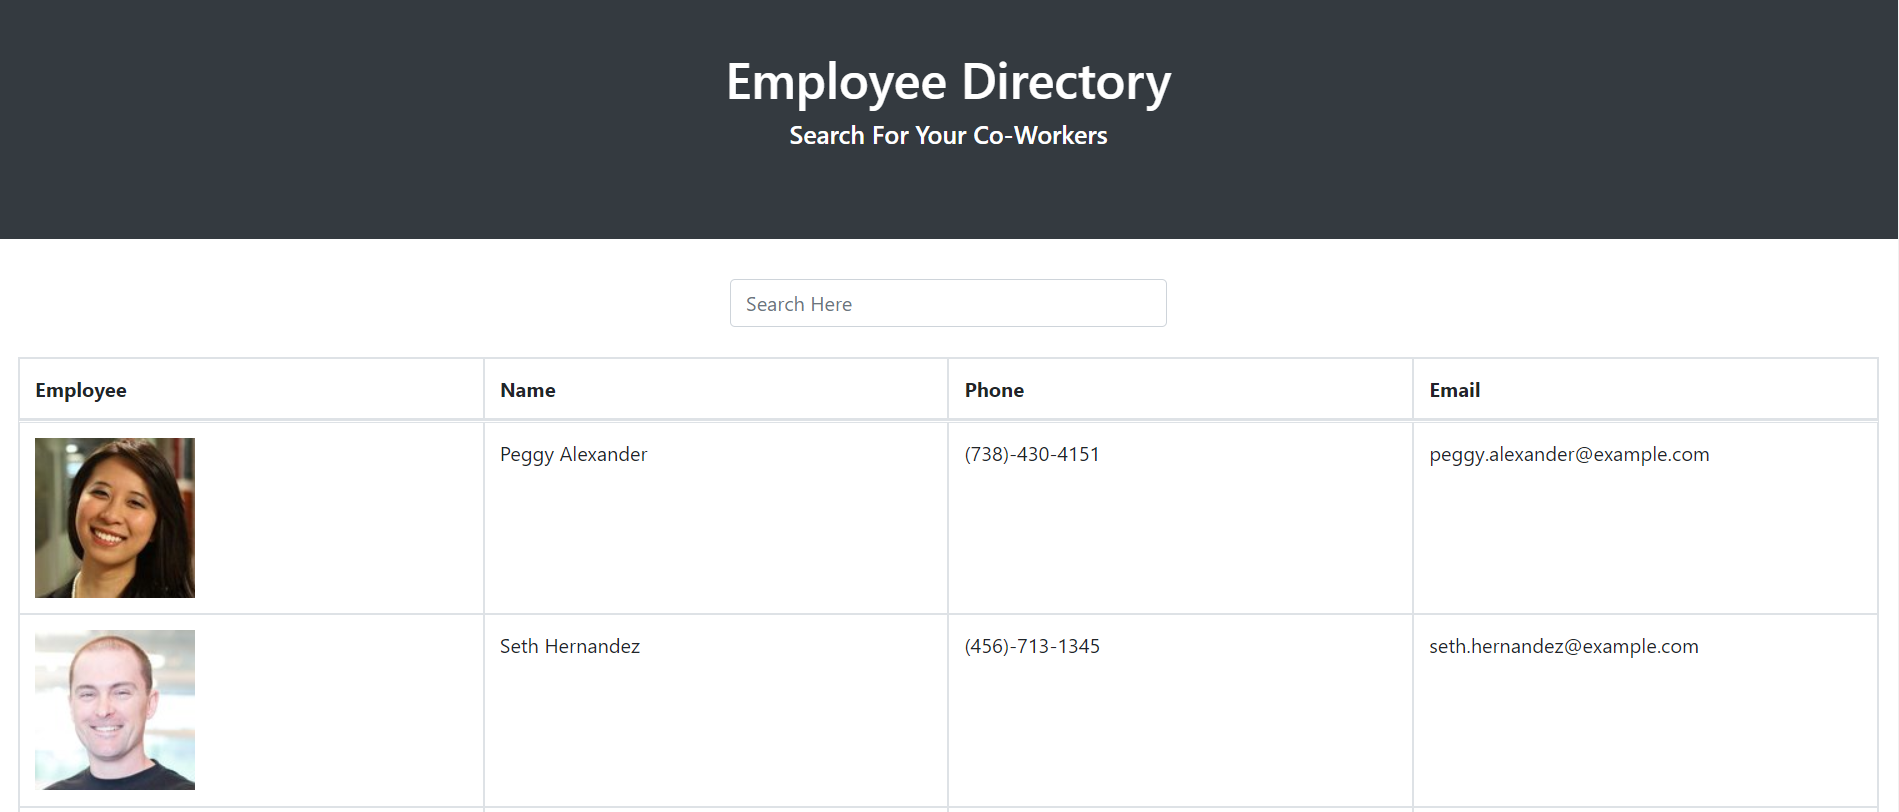 Employee Directory
Search For Your Co-Workers
Search Here
Employee Name Phone Email
Peggy Alexander (738)-430-4151 peggy.alexander@example.com
Seth Hernandez (456)-713-1345 seth.hernandez@example.com